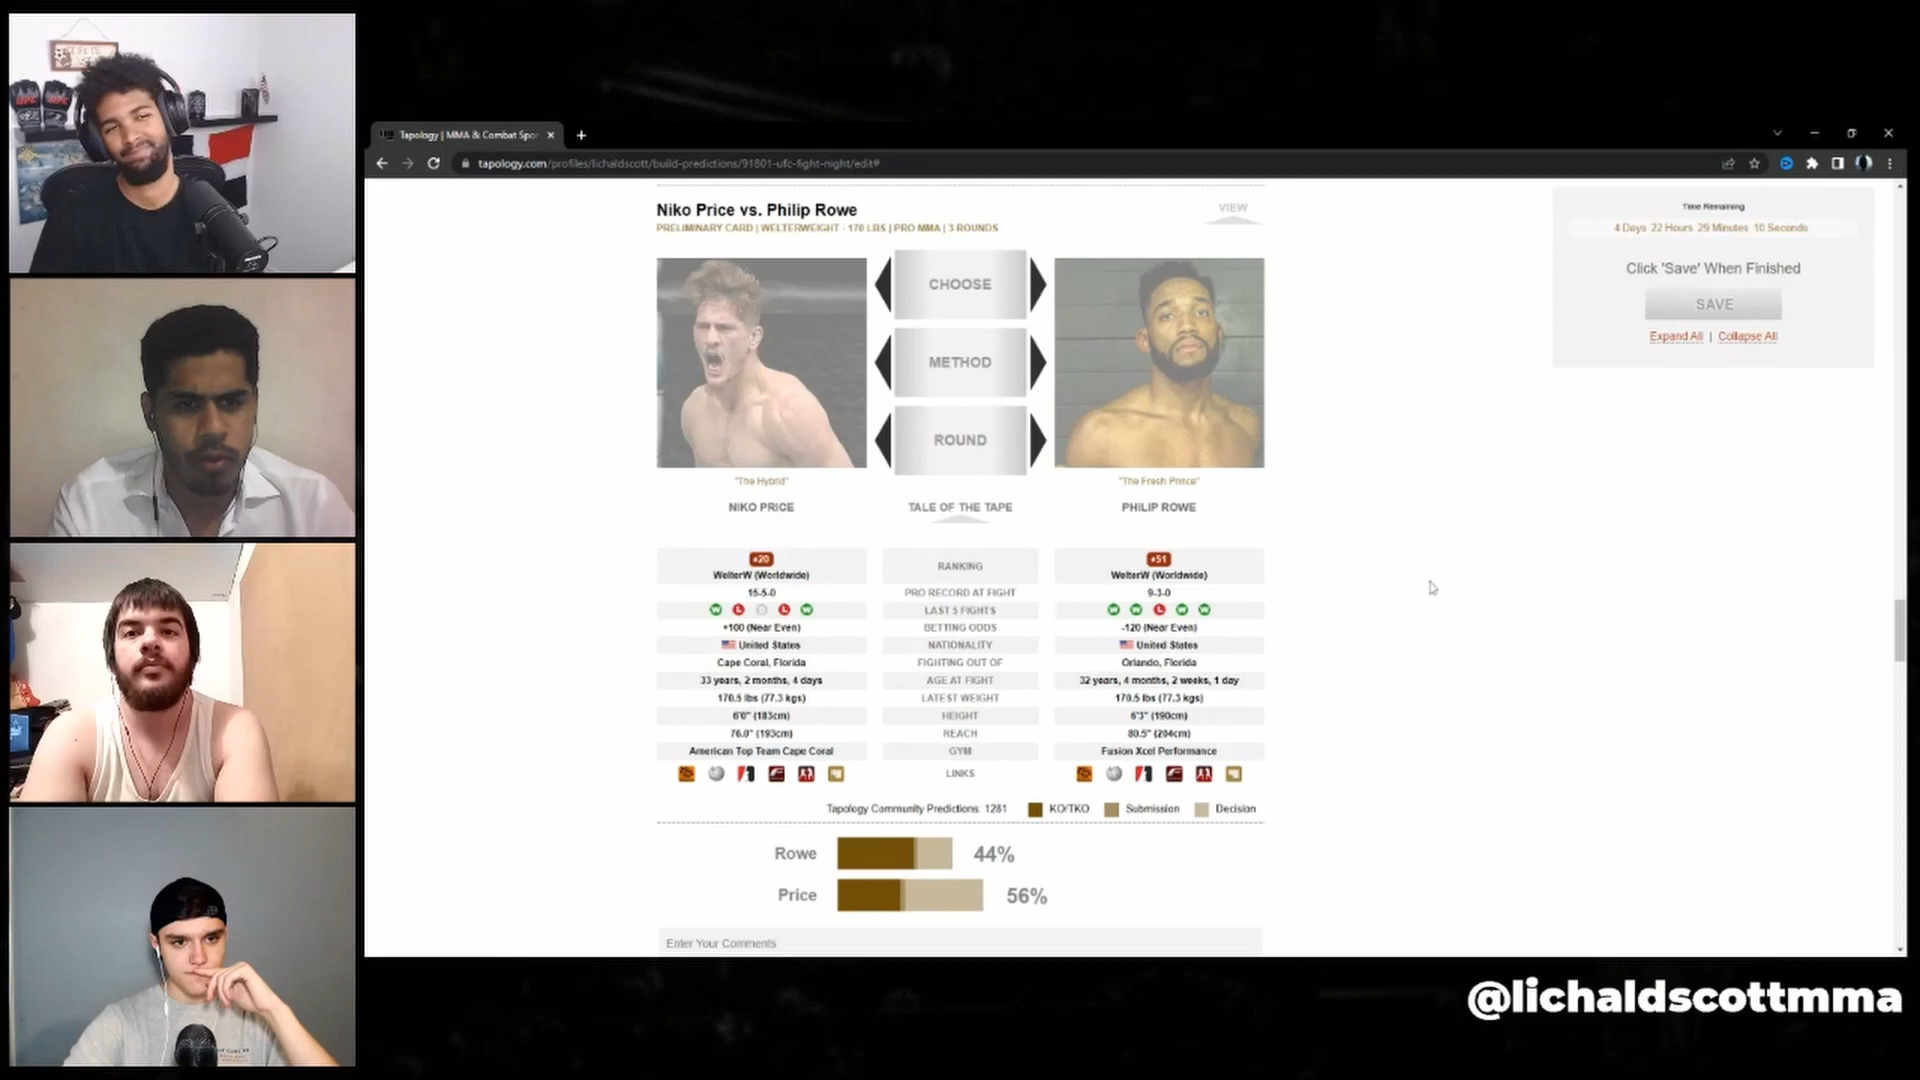 Tapology | MMA & Combat Spor
tapology.com/profiles/lichaldscott/build-predictions/91801-ufc-fight-night/edit#
Niko Price vs. Philip Rowe
VIEW
PRELIMINARY CARD | WELTERWEIGHT · 170 LBS | PRO MMA | 3 ROUNDS
CHOOSE
METHOD
ROUND
"The Hybrid"
"The Fresh Prince"
NIKO PRICE
TALE OF THE TAPE
PHILIP ROWE
WelterW (Worldwide)
RANKING
WelterW (Worldwide)
15-5-0
PRO RECORD AT FIGHT
9-3-0
W L L W
LAST 5 FIGHTS
W W L W W
+100 (Near Even)
BETTING ODDS
-120 (Near Even)
United States
NATIONALITY
United States
Cape Coral, Florida
FIGHTING OUT OF
Orlando, Florida
33 years, 2 months, 4 days
AGE AT FIGHT
32 years, 4 months, 2 weeks, 1 day
170.5 lbs (77.3 kgs)
LATEST WEIGHT
170.5 lbs (77.3 kgs)
6'0" (183cm)
HEIGHT
6'3" (190cm)
76.0" (193cm)
REACH
80.5" (204cm)
American Top Team Cape Coral
GYM
Fusion Xcel Performance
LINKS
Tapology Community Predictions: 1281
KO/TKO
Submission
Decision
Rowe
44%
Price
56%
Enter Your Comments
Time Remaining
4 Days 22 Hours 29 Minutes 10 Seconds
Click 'Save' When Finished
SAVE
Expand All | Collapse All
UFC
UFC
@lichaldscottmma